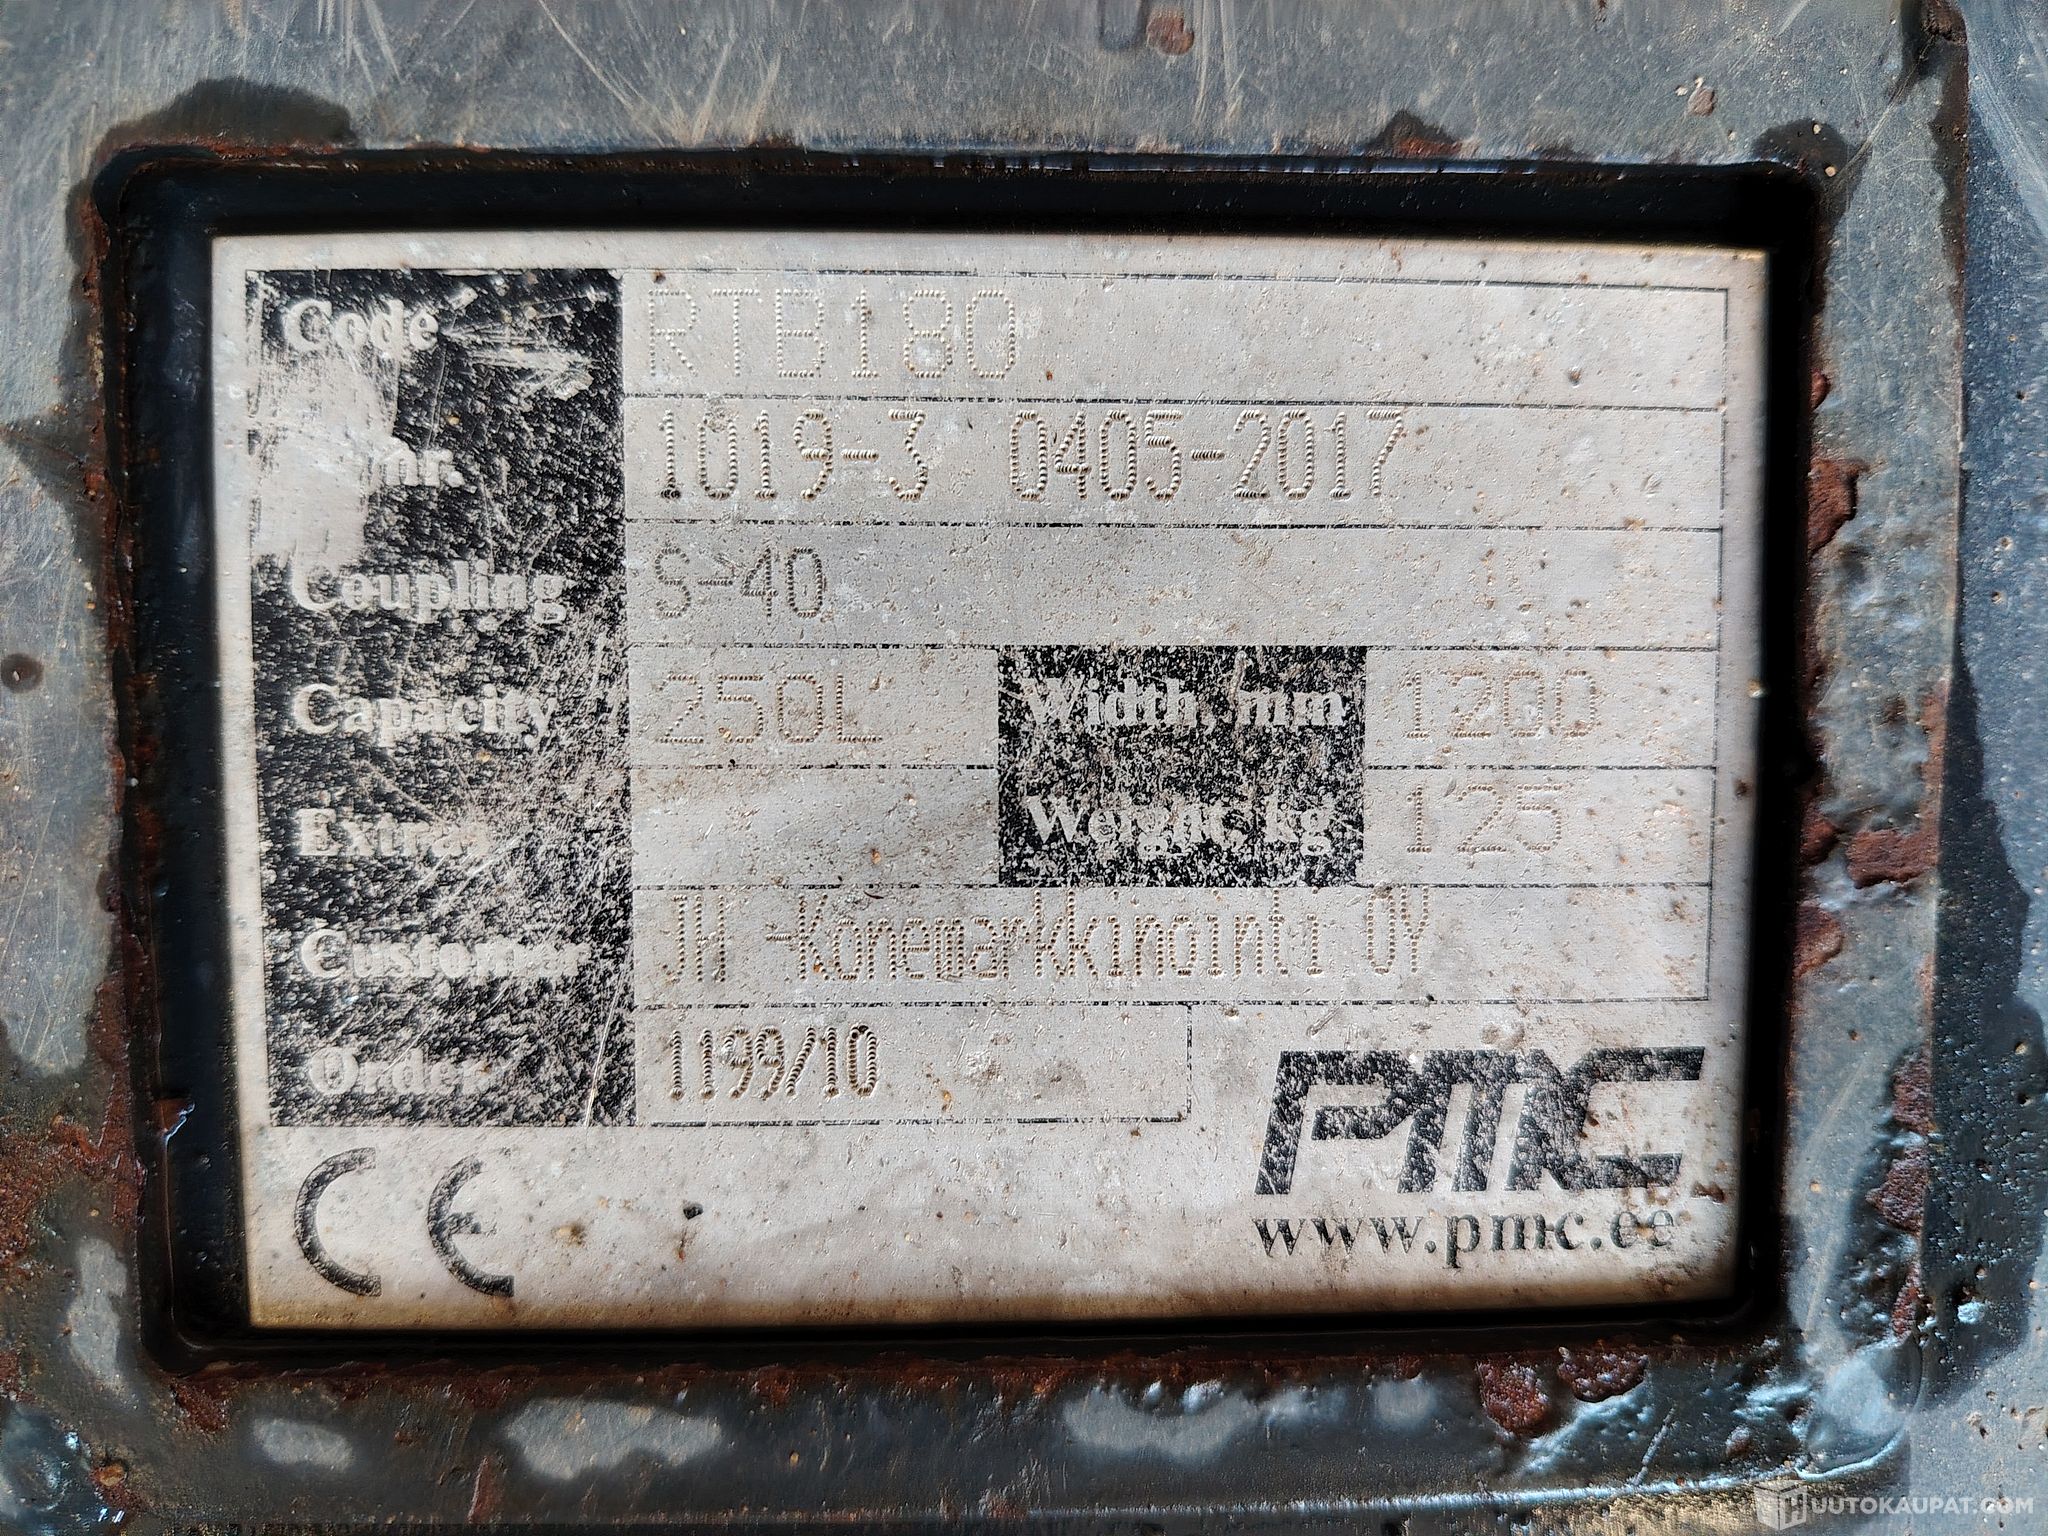 Code RTB180
nr. 1019-3 0405-2017
Coupling S-40
Capacity 250L Width, mm 1200
Extra Weight, kg 125
Customer JH -Konemarkkinointi OY
Order 1199/10
CE PMC
www.pmc.ee
HUUTOKAUPAT.COM